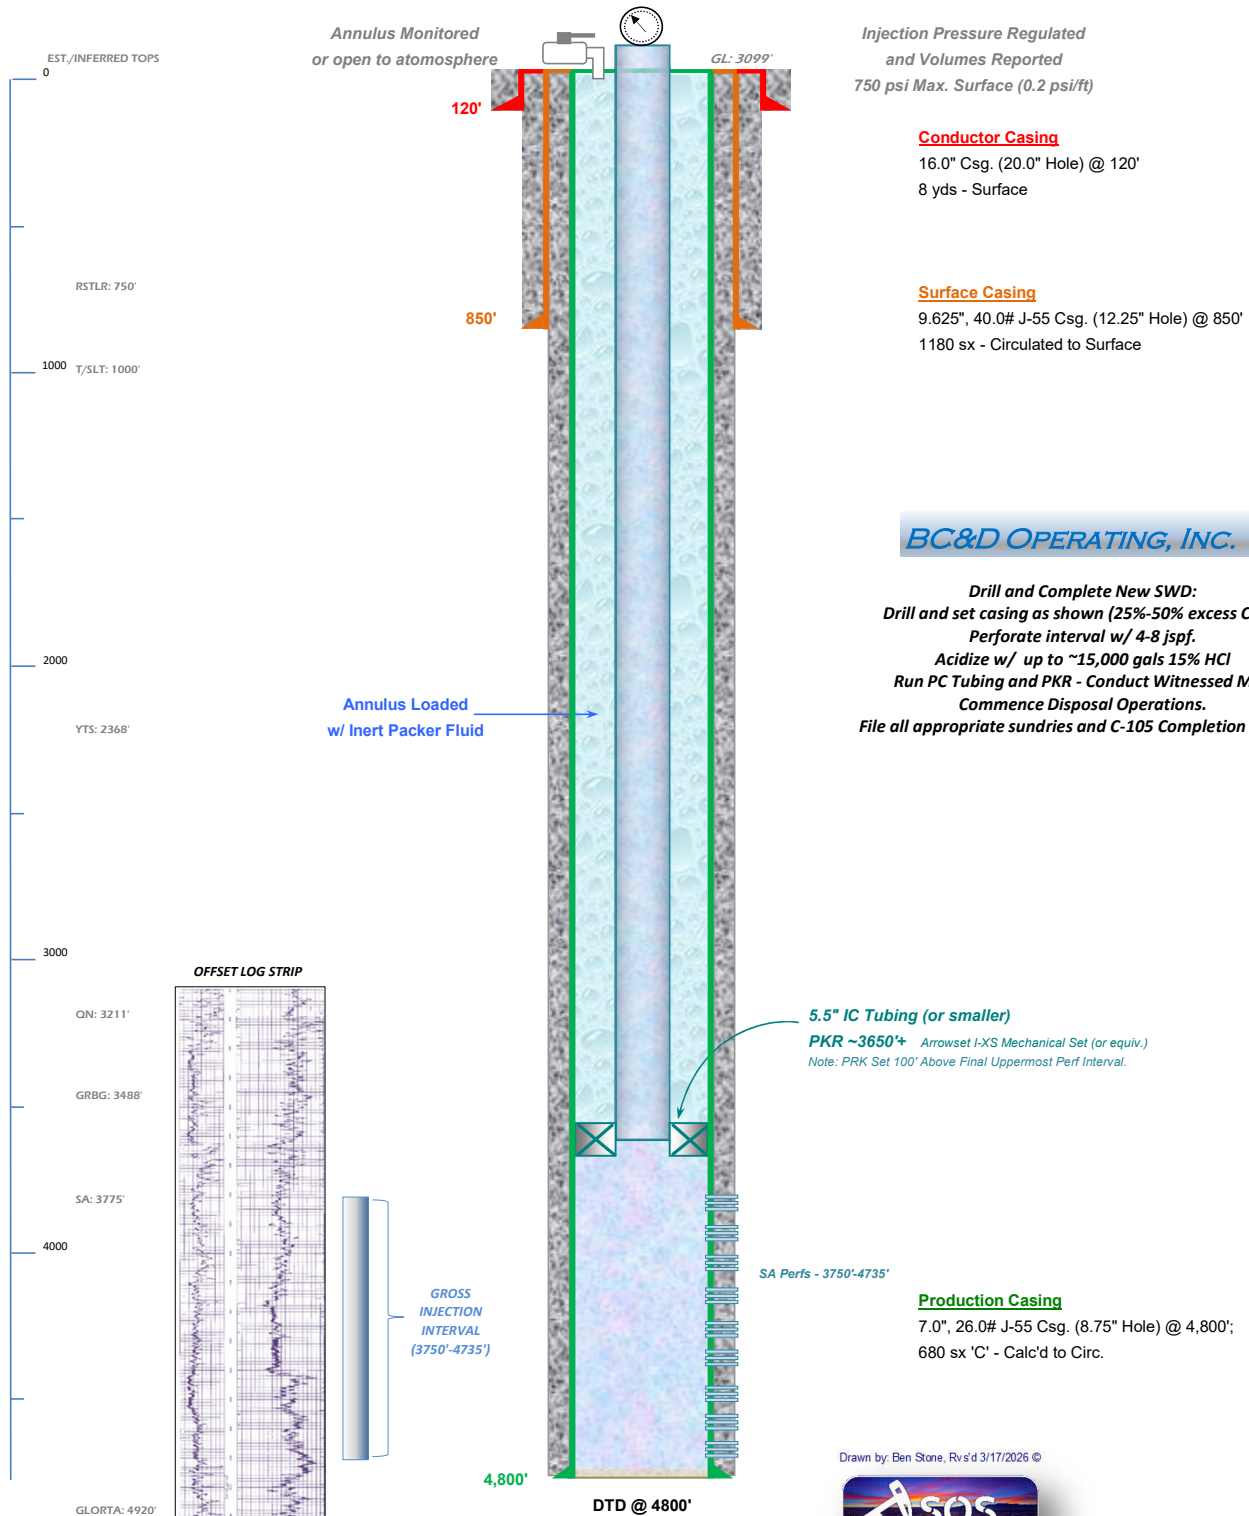 EST./INFERRED TOPS
0
RSTLR: 750'
1000
T/SLT: 1000'
2000
YTS: 2368'
3000
OFFSET LOG STRIP
QN: 3211'
GRBG: 3488'
SA: 3775'
4000
GLORTA: 4920'
GROSS
INJECTION
INTERVAL
(3750'-4735')
Annulus Monitored
or open to atomosphere
GL: 3099'
120'
850'
Annulus Loaded
w/ Inert Packer Fluid
4,800'
DTD @ 4800'
Injection Pressure Regulated
and Volumes Reported
750 psi Max. Surface (0.2 psi/ft)
Conductor Casing
16.0" Csg. (20.0" Hole) @ 120'
8 yds - Surface
Surface Casing
9.625", 40.0# J-55 Csg. (12.25" Hole) @ 850'
1180 sx - Circulated to Surface
BC&D OPERATING, INC.
Drill and Complete New SWD:
Drill and set casing as shown (25%-50% excess C
Perforate interval w/ 4-8 jspf.
Acidize w/ up to ~15,000 gals 15% HCl
Run PC Tubing and PKR - Conduct Witnessed M
Commence Disposal Operations.
File all appropriate sundries and C-105 Completion
5.5" IC Tubing (or smaller)
PKR ~3650'+ Arrowset I-XS Mechanical Set (or equiv.)
Note: PRK Set 100' Above Final Uppermost Perf Interval.
SA Perfs - 3750'-4735'
Production Casing
7.0", 26.0# J-55 Csg. (8.75" Hole) @ 4,800';
680 sx 'C' - Calc'd to Circ.
Drawn by: Ben Stone, Rvs'd 3/17/2026 ©
SOS